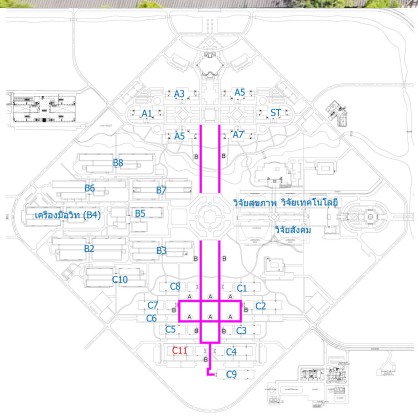 A3 A5
A1 ST
A5 A7
B B
B8
B6 B7
วิจัยสุขภาพ วิจัยเทคโนโลยี
เครื่องมือวิท (B4) B5
วิจัยสังคม
B2 B3
B B
C10
C8 C1
A A
C7 A A C2
C6 A A A
C5 B B C3
C11 B C4
C9